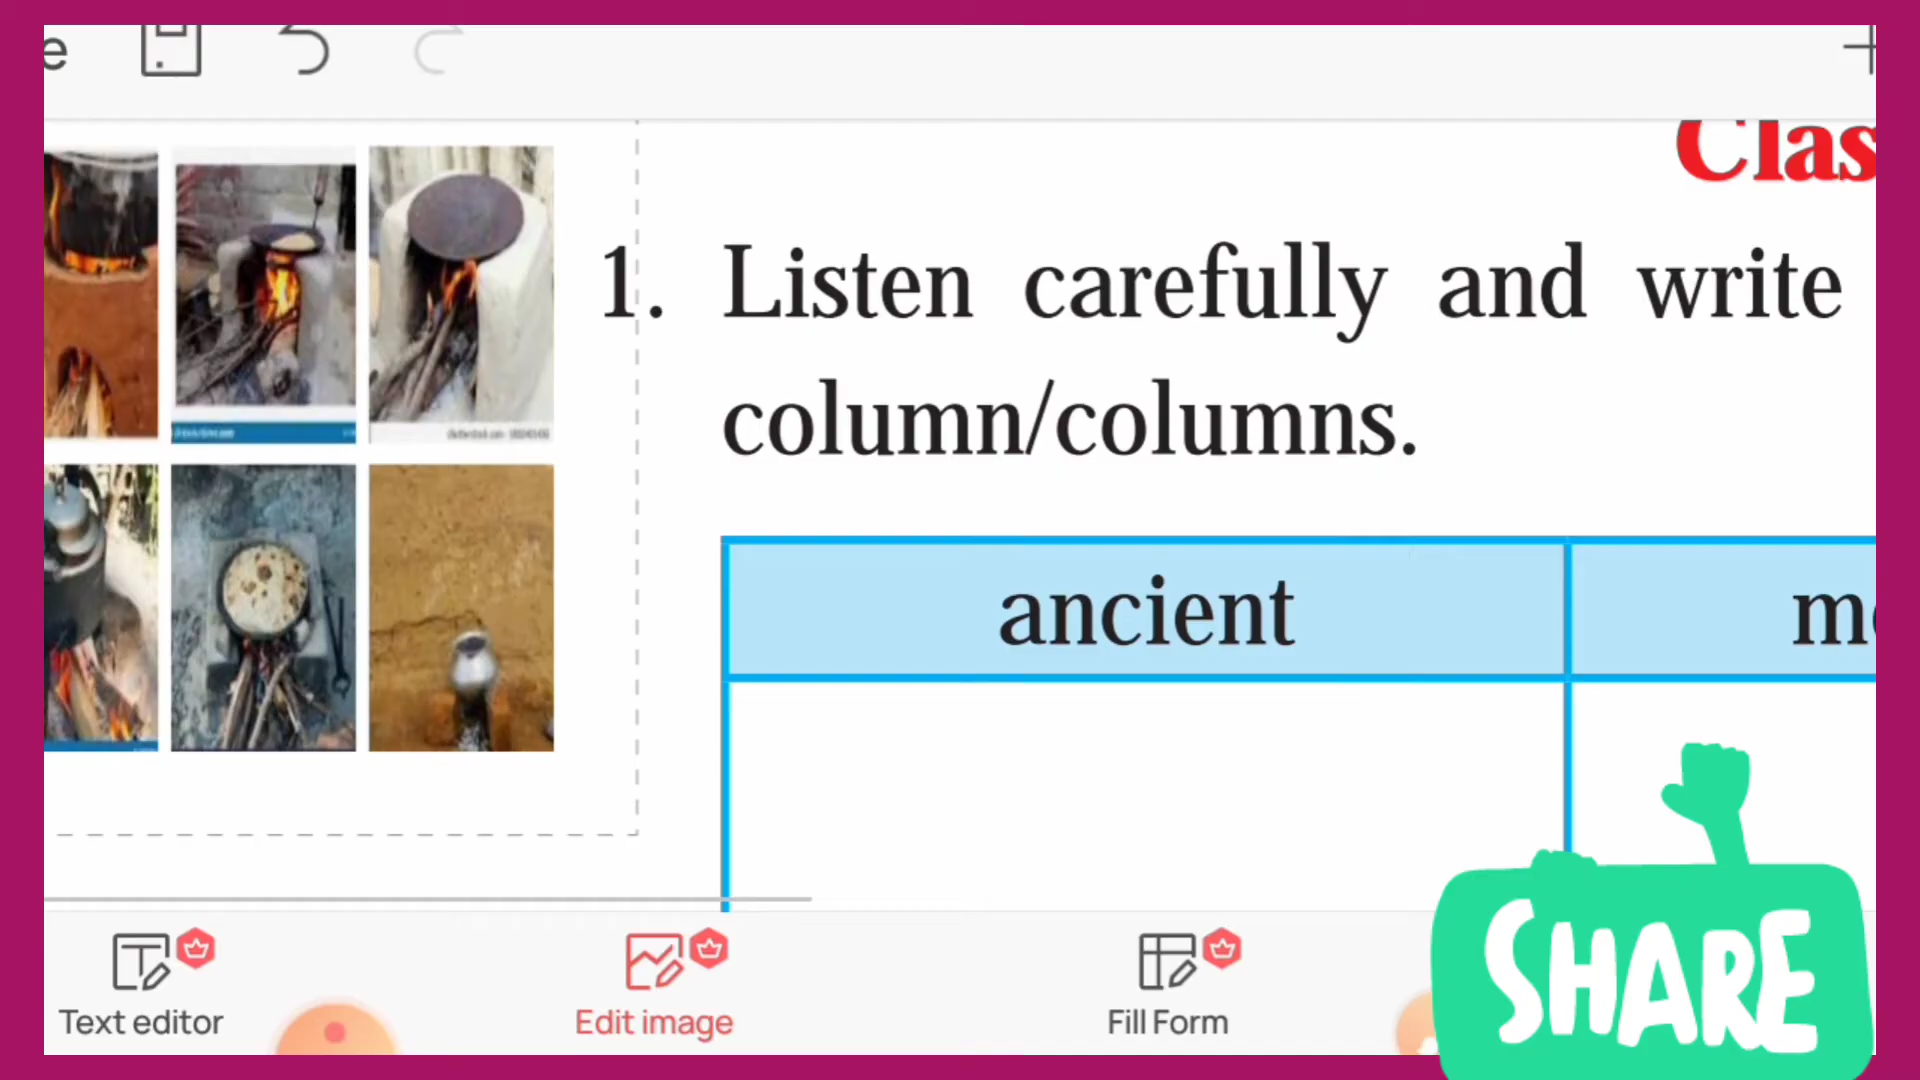 Clas
1. Listen carefully and write
column/columns.
ancient
Text editor
Edit image
Fill Form
SHARE